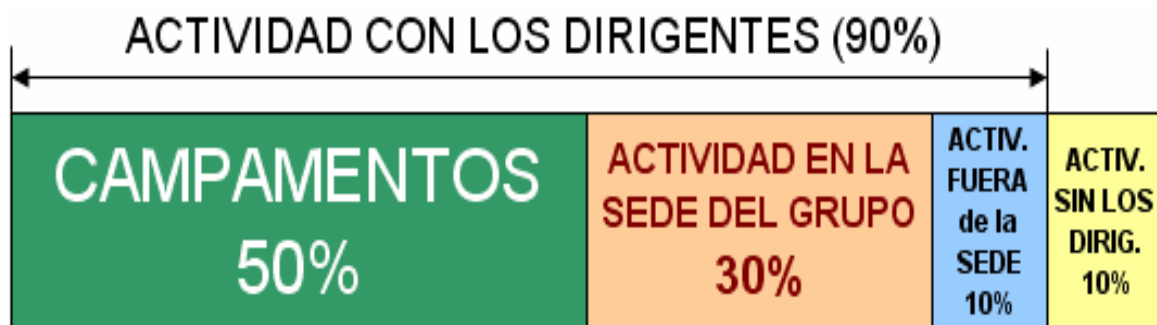 ACTIVIDAD CON LOS DIRIGENTES (90%)
CAMPAMENTOS
50%
ACTIVIDAD EN LA
SEDE DEL GRUPO
30%
ACTIV.
FUERA
de la
SEDE
10%
ACTIV.
SIN LOS
DIRIG.
10%